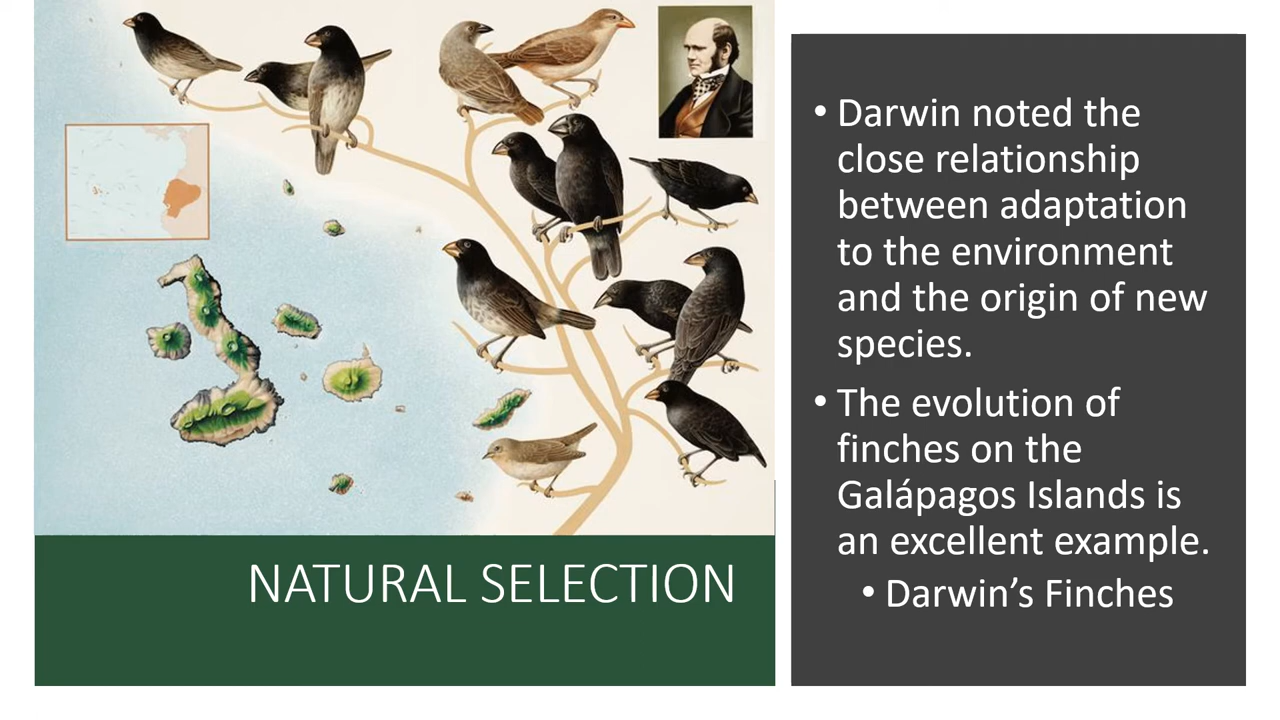 NATURAL SELECTION
• Darwin noted the
close relationship
between adaptation
to the environment
and the origin of new
species.
• The evolution of
finches on the
Galápagos Islands is
an excellent example.
• Darwin’s Finches